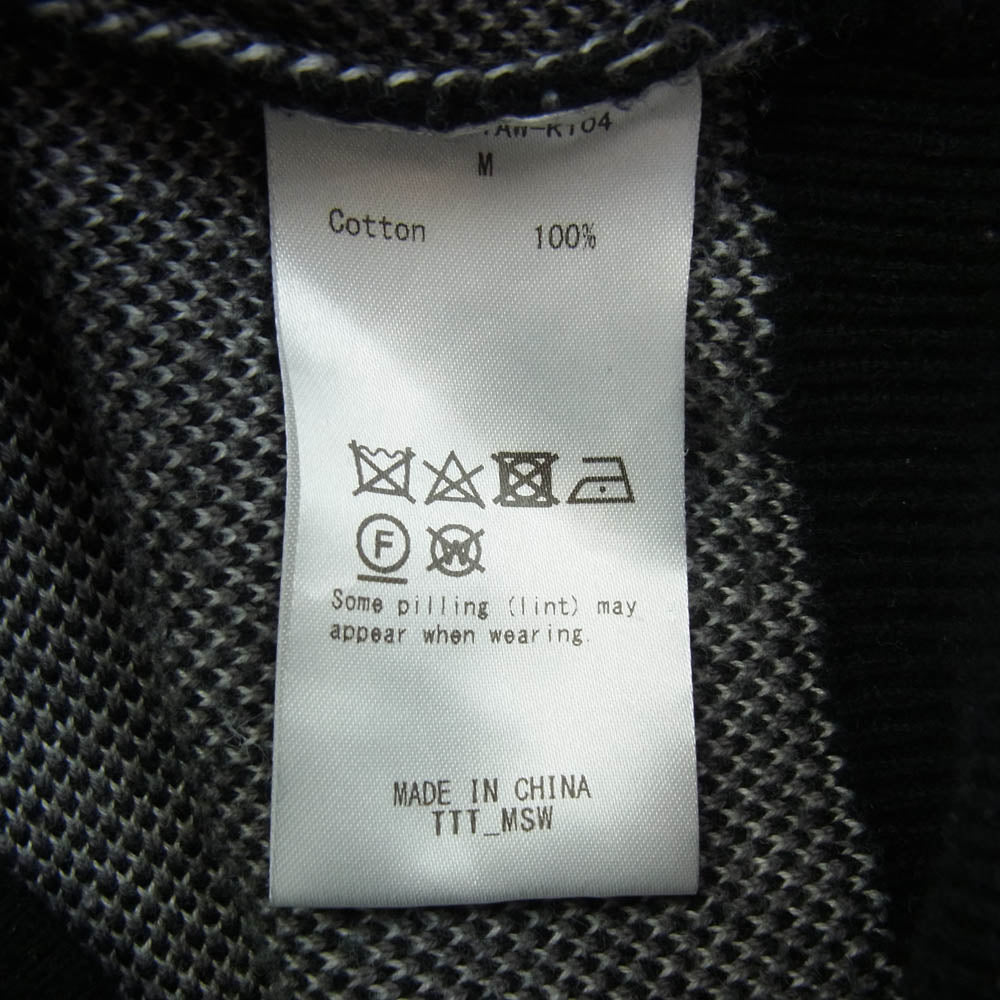 M
Cotton 100%
F W
Some pilling (lint) may
appear when wearing.
MADE IN CHINA
TTT_MSW